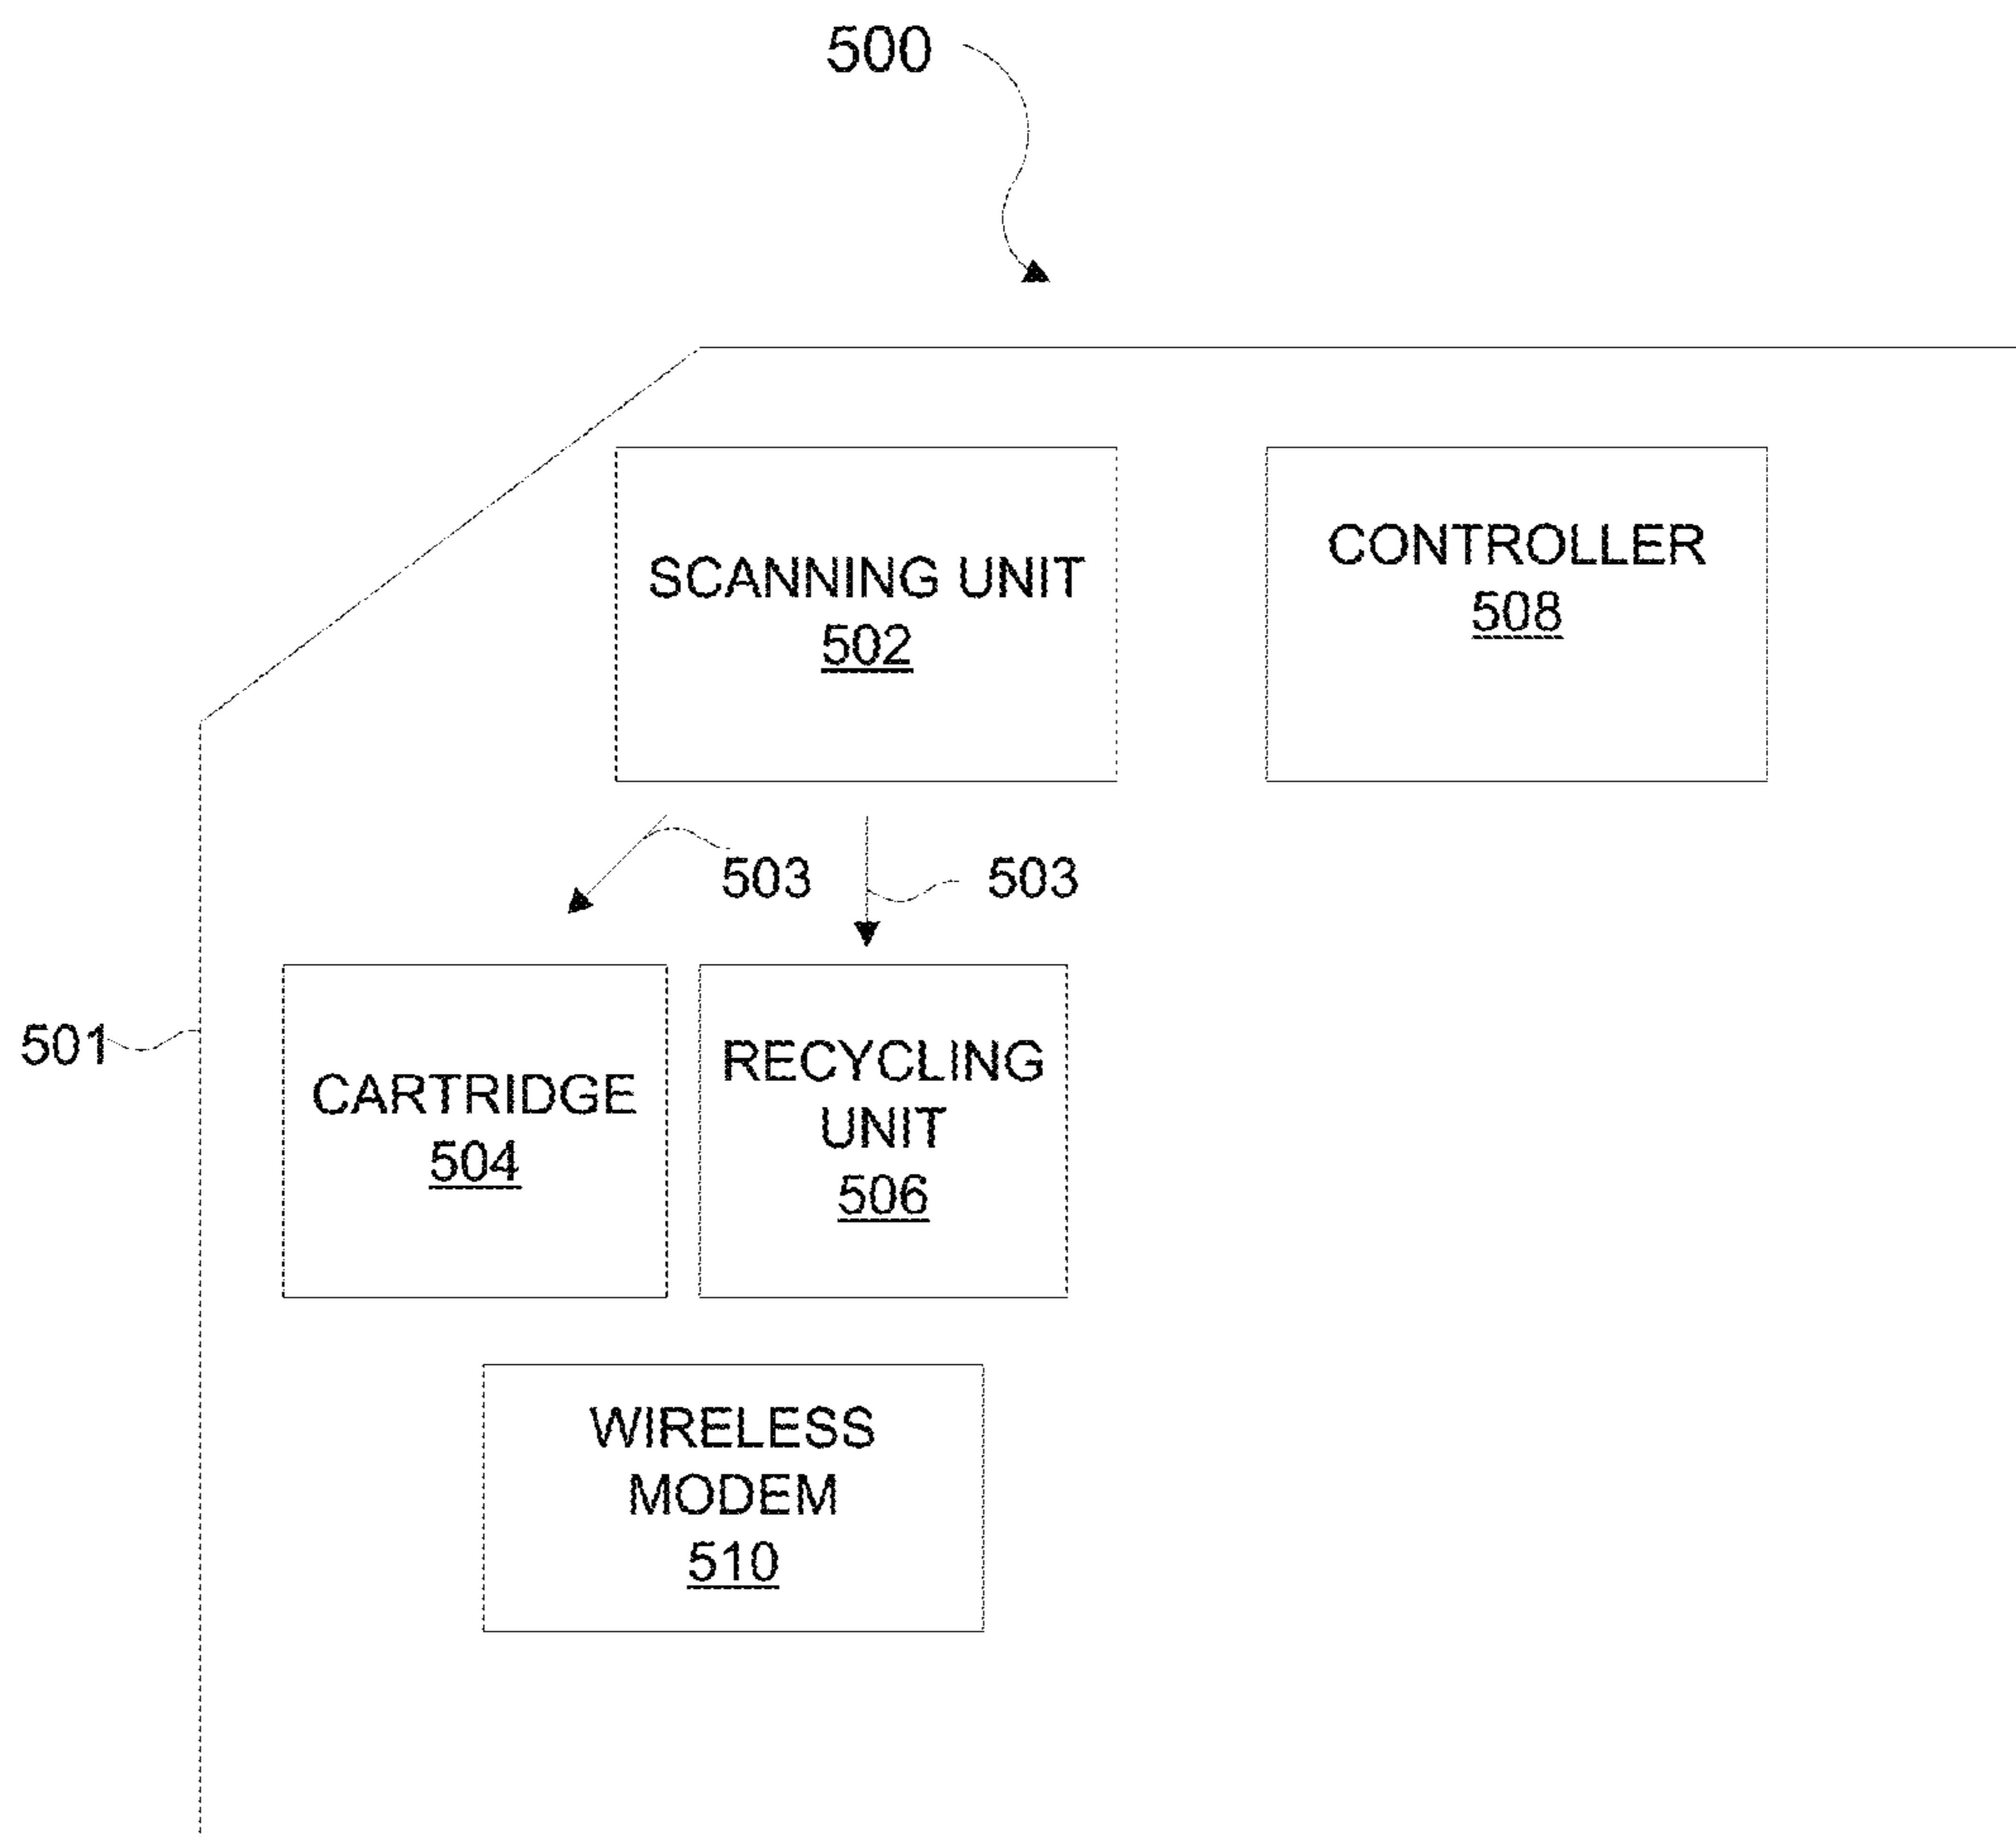 500
SCANNING UNIT
502
CONTROLLER
508
503
503
501
CARTRIDGE
504
RECYCLING
UNIT
506
WIRELESS
MODEM
510